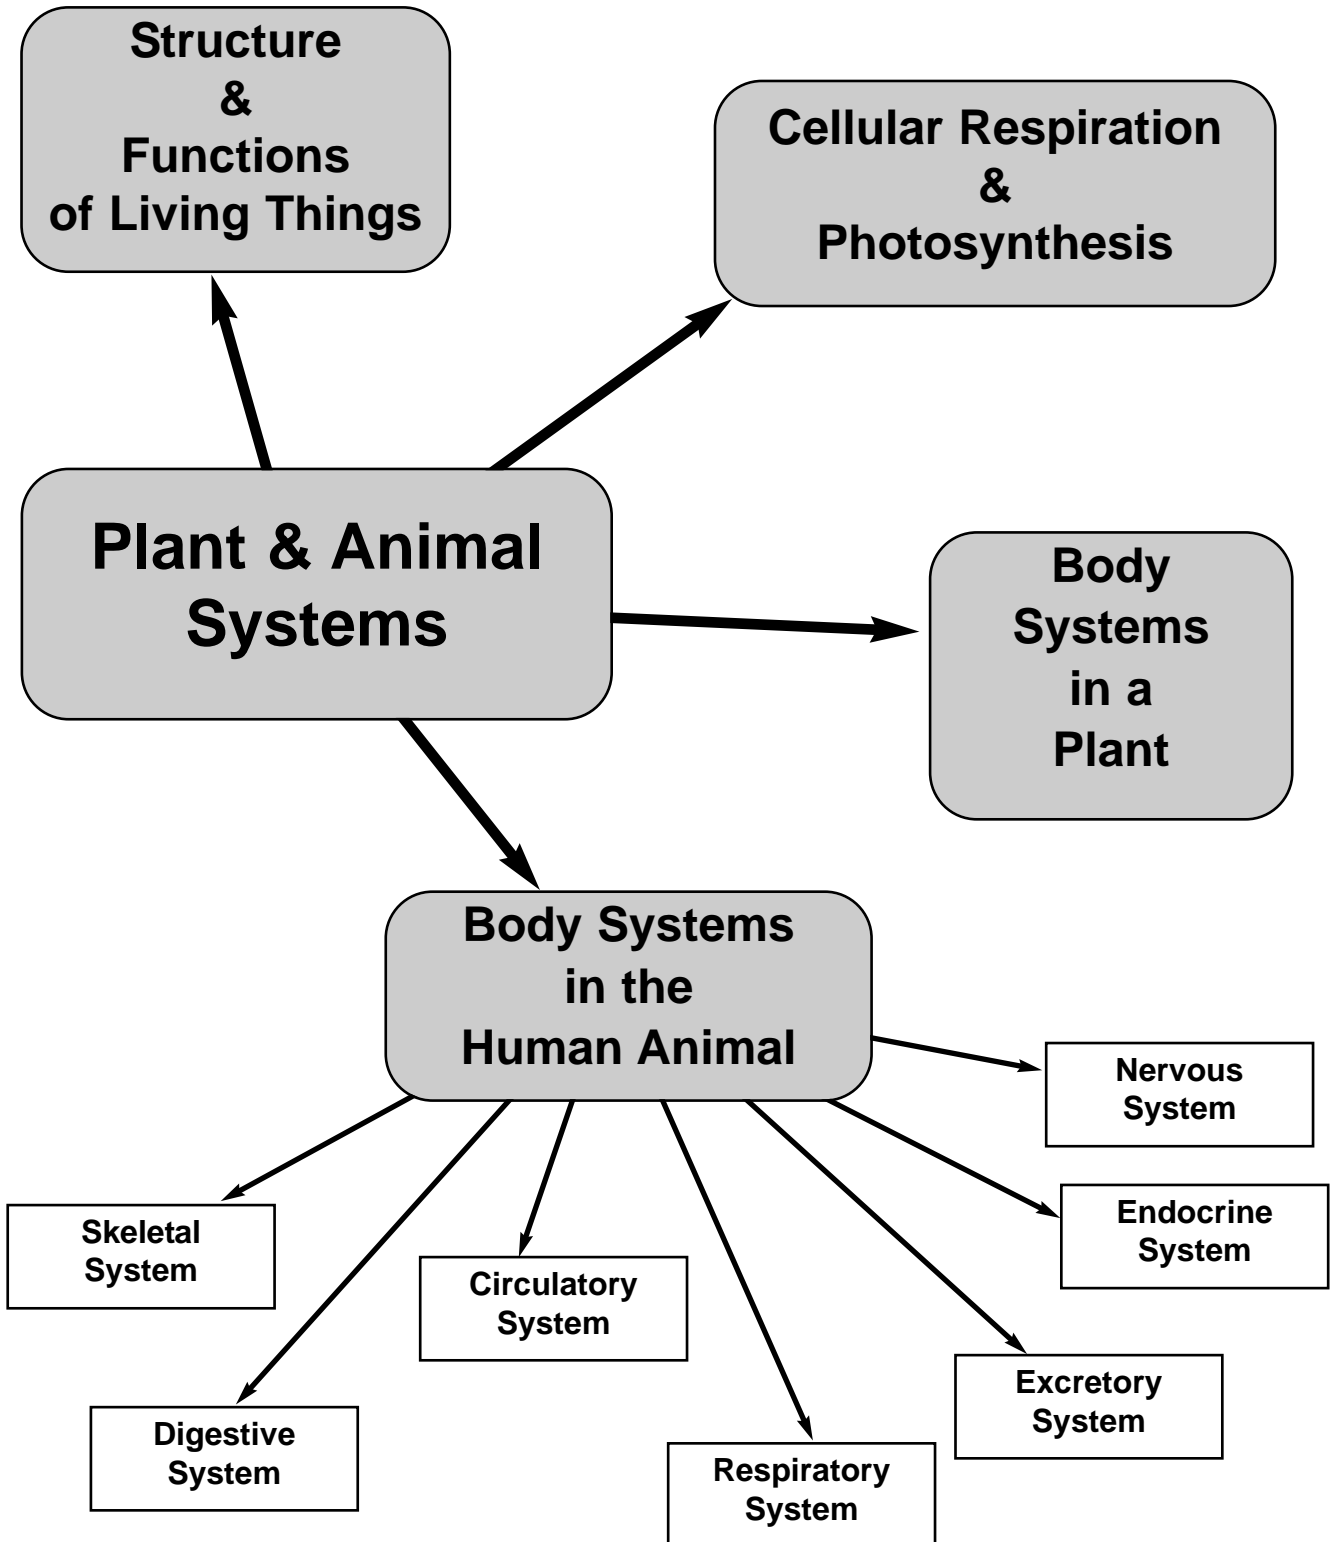 Structure
&
Functions
of Living Things
Cellular Respiration
&
Photosynthesis
Plant & Animal
Systems
Body
Systems
in a
Plant
Body Systems
in the
Human Animal
Nervous
System
Endocrine
System
Skeletal
System
Circulatory
System
Excretory
System
Digestive
System
Respiratory
System